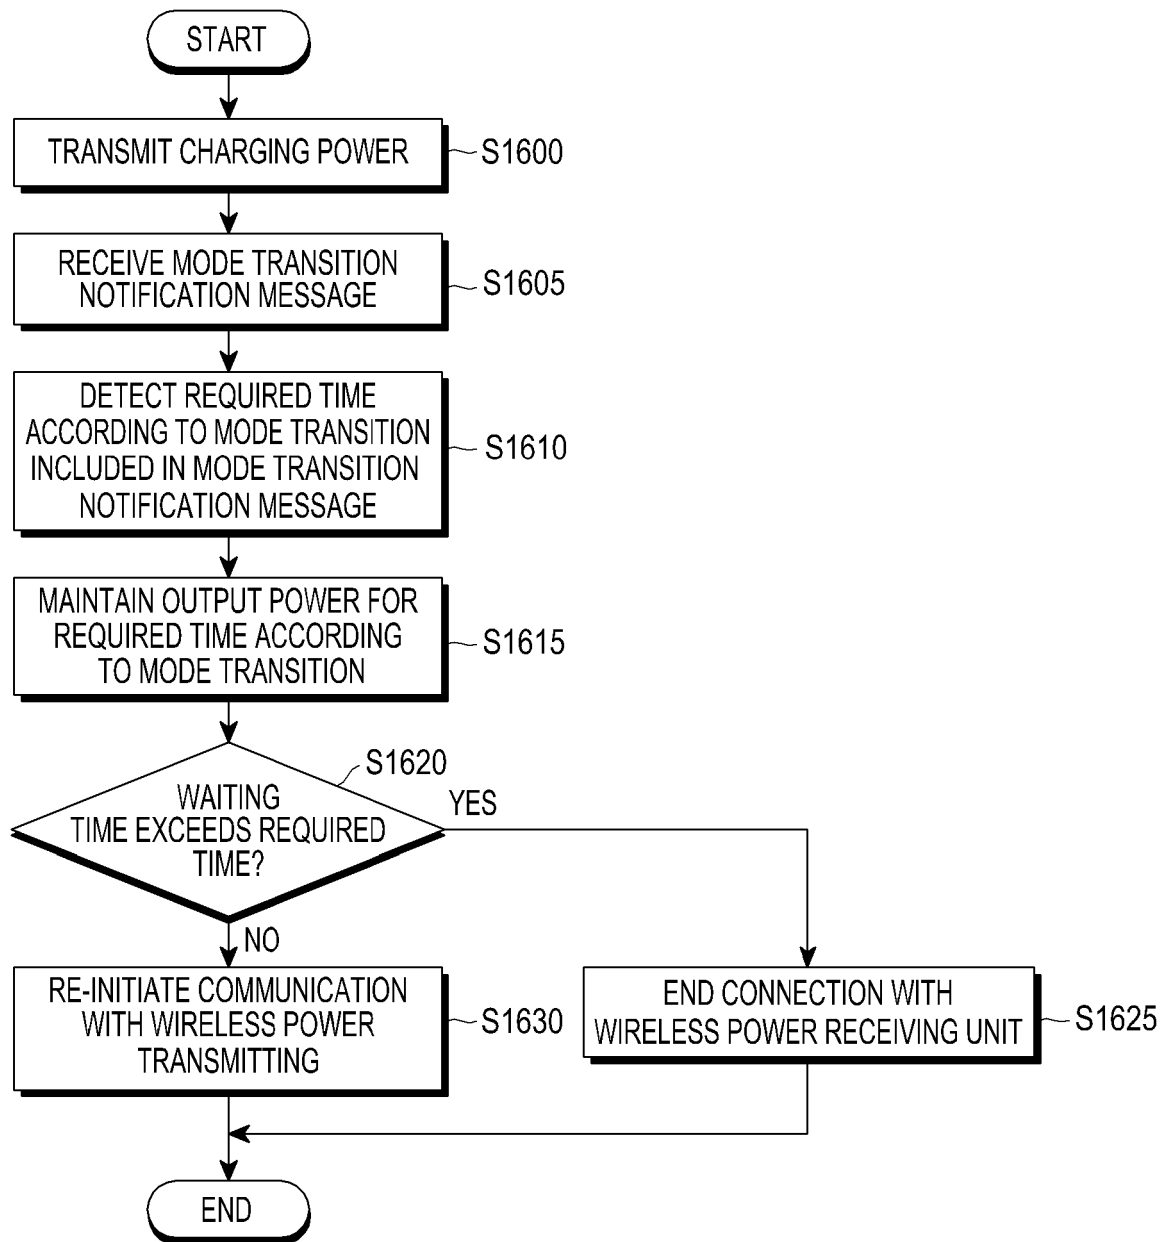 START
TRANSMIT CHARGING POWER
S1600
RECEIVE MODE TRANSITION
NOTIFICATION MESSAGE
S1605
DETECT REQUIRED TIME
ACCORDING TO MODE TRANSITION
INCLUDED IN MODE TRANSITION
NOTIFICATION MESSAGE
S1610
MAINTAIN OUTPUT POWER FOR
REQUIRED TIME ACCORDING
TO MODE TRANSITION
S1615
S1620
WAITING
TIME EXCEEDS REQUIRED
TIME?
YES
NO
RE-INITIATE COMMUNICATION
WITH WIRELESS POWER
TRANSMITTING
S1630
END CONNECTION WITH
WIRELESS POWER RECEIVING UNIT
S1625
END